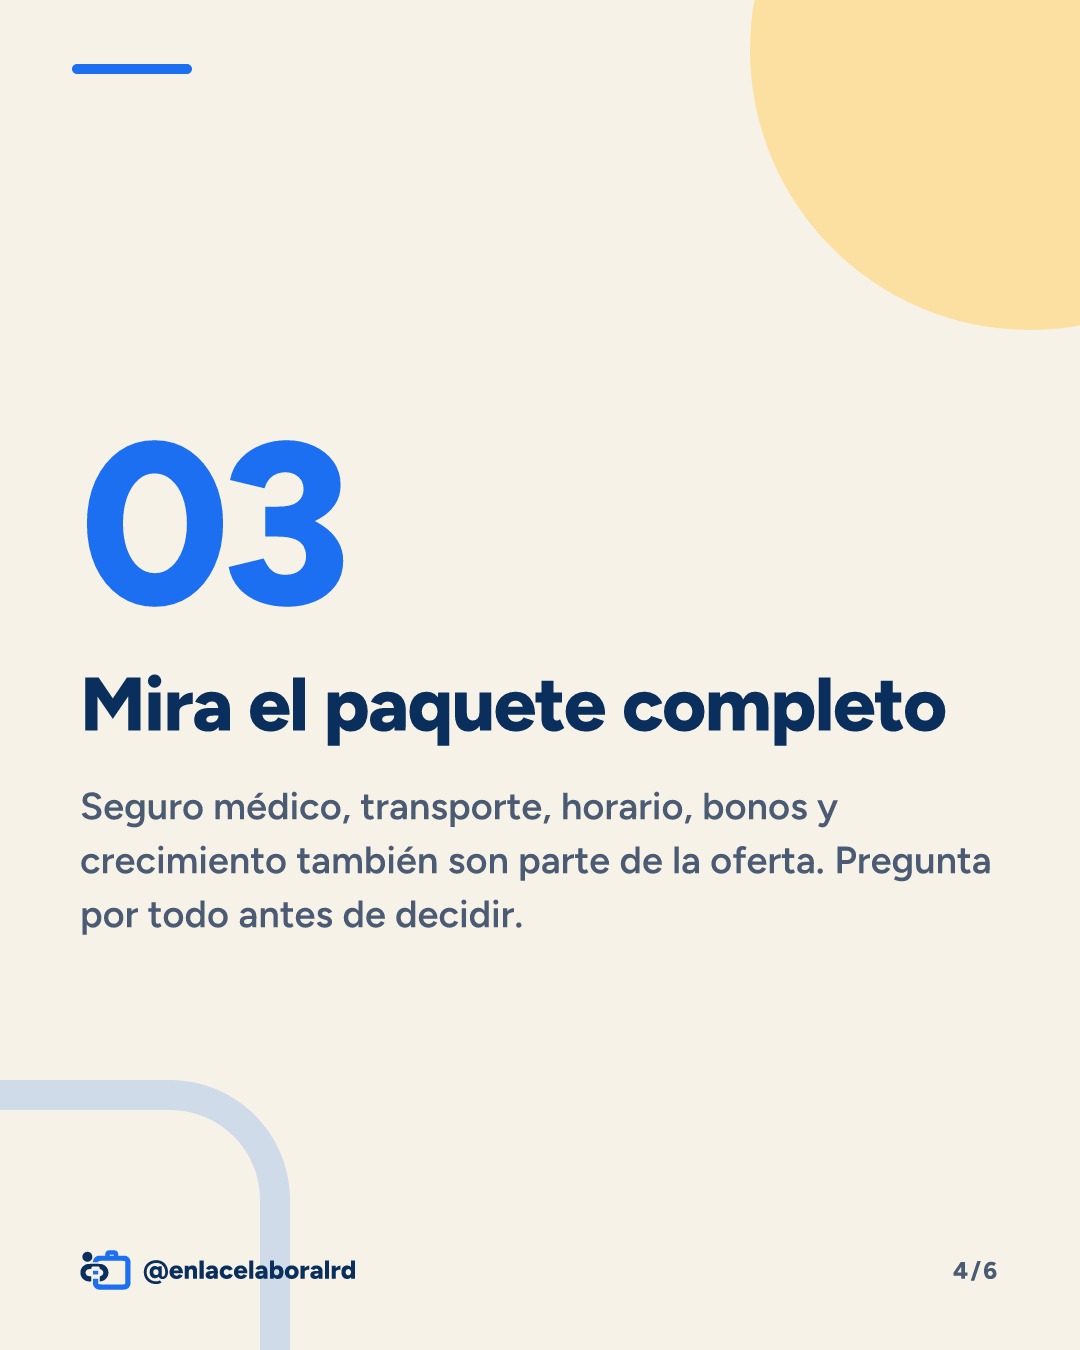 03
Mira el paquete completo
Seguro médico, transporte, horario, bonos y
crecimiento también son parte de la oferta. Pregunta
por todo antes de decidir.
@enlacelaboralrd
4/6